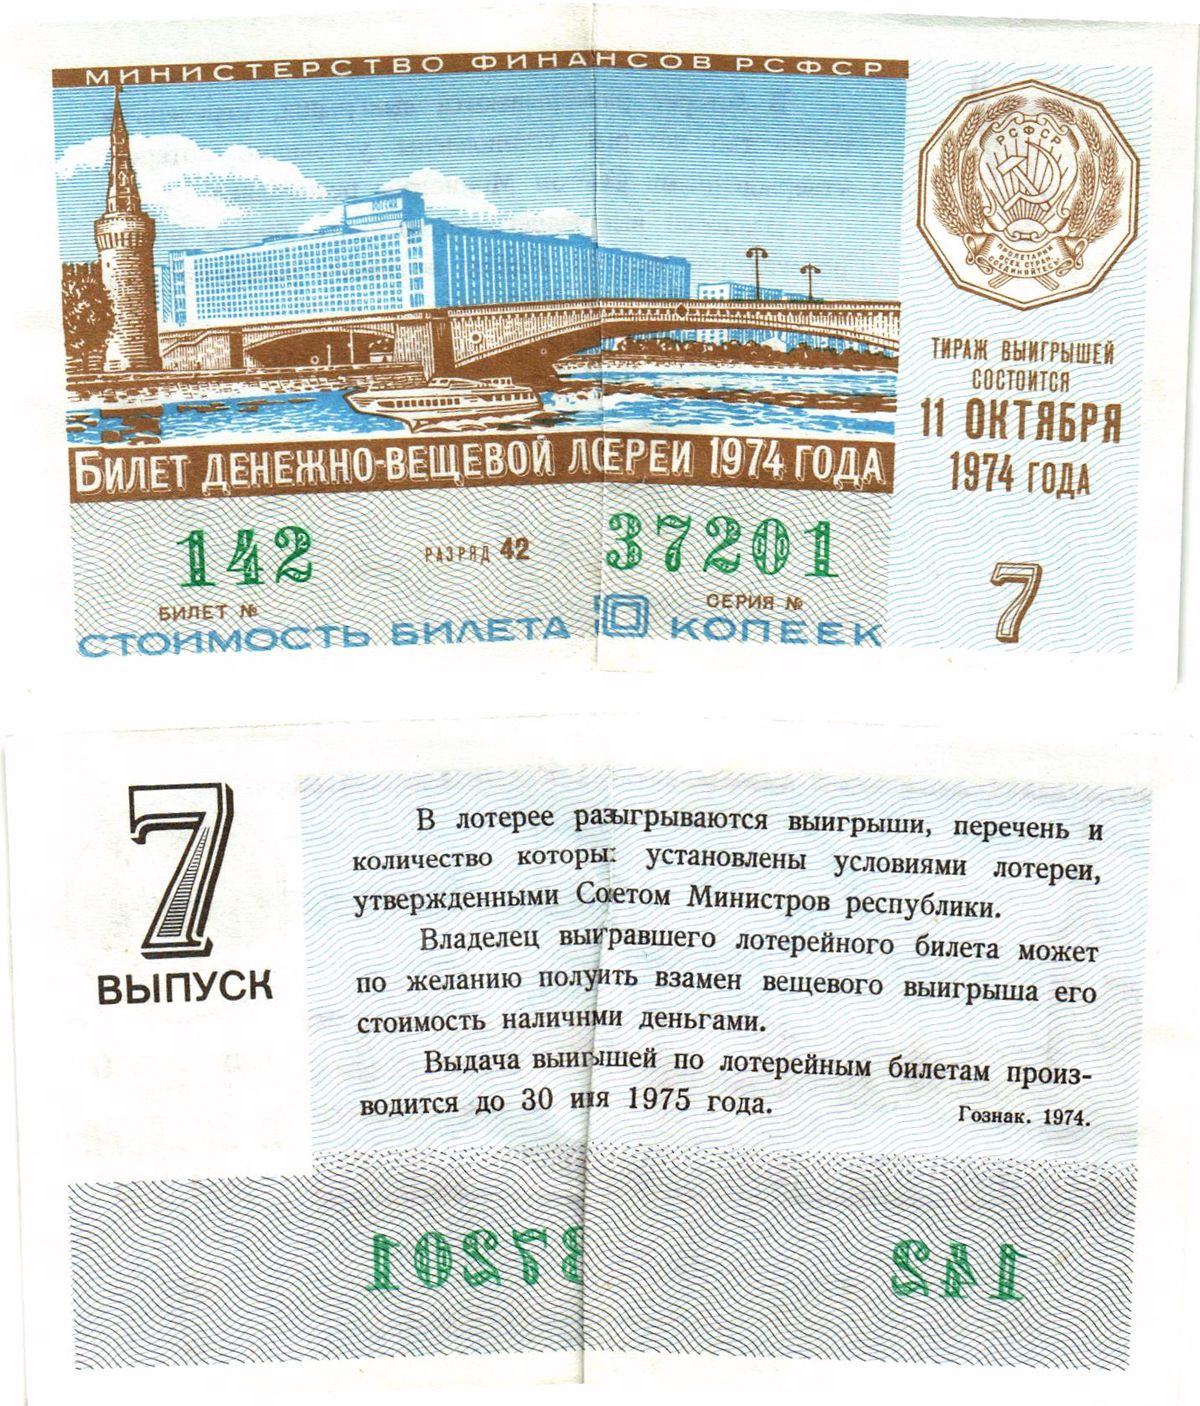 МИНИСТЕРСТВО ФИНАНСОВ РСФСР
РОССИЯ
РСФСР
ПРОЛЕТАРИИ
ВСЕХ СТРАН
СОЕДИНЯЙТЕСЬ!
БИЛЕТ ДЕНЕЖНО-ВЕЩЕВОЙ ЛОТЕРЕИ 1974 ГОДА
ТИРАЖ ВЫИГРЫШЕЙ
СОСТОИТСЯ
11 ОКТЯБРЯ
1974 ГОДА
7
142 РАЗРЯД 42 37201
БИЛЕТ № СЕРИЯ №
СТОИМОСТЬ БИЛЕТА КОПЕЕК
7
ВЫПУСК
В лотерее разыгрываются выигрыши, перечень и
количество которых установлены условиями лотереи,
утвержденными Советом Министров республики.
Владелец выигравшего лотерейного билета может
по желанию получить взамен вещевого выигрыша его
стоимость наличными деньгами.
Выдача выигрышей по лотерейным билетам произ-
водится до 30 1975 года.
Гознак. 1974.
37201 142